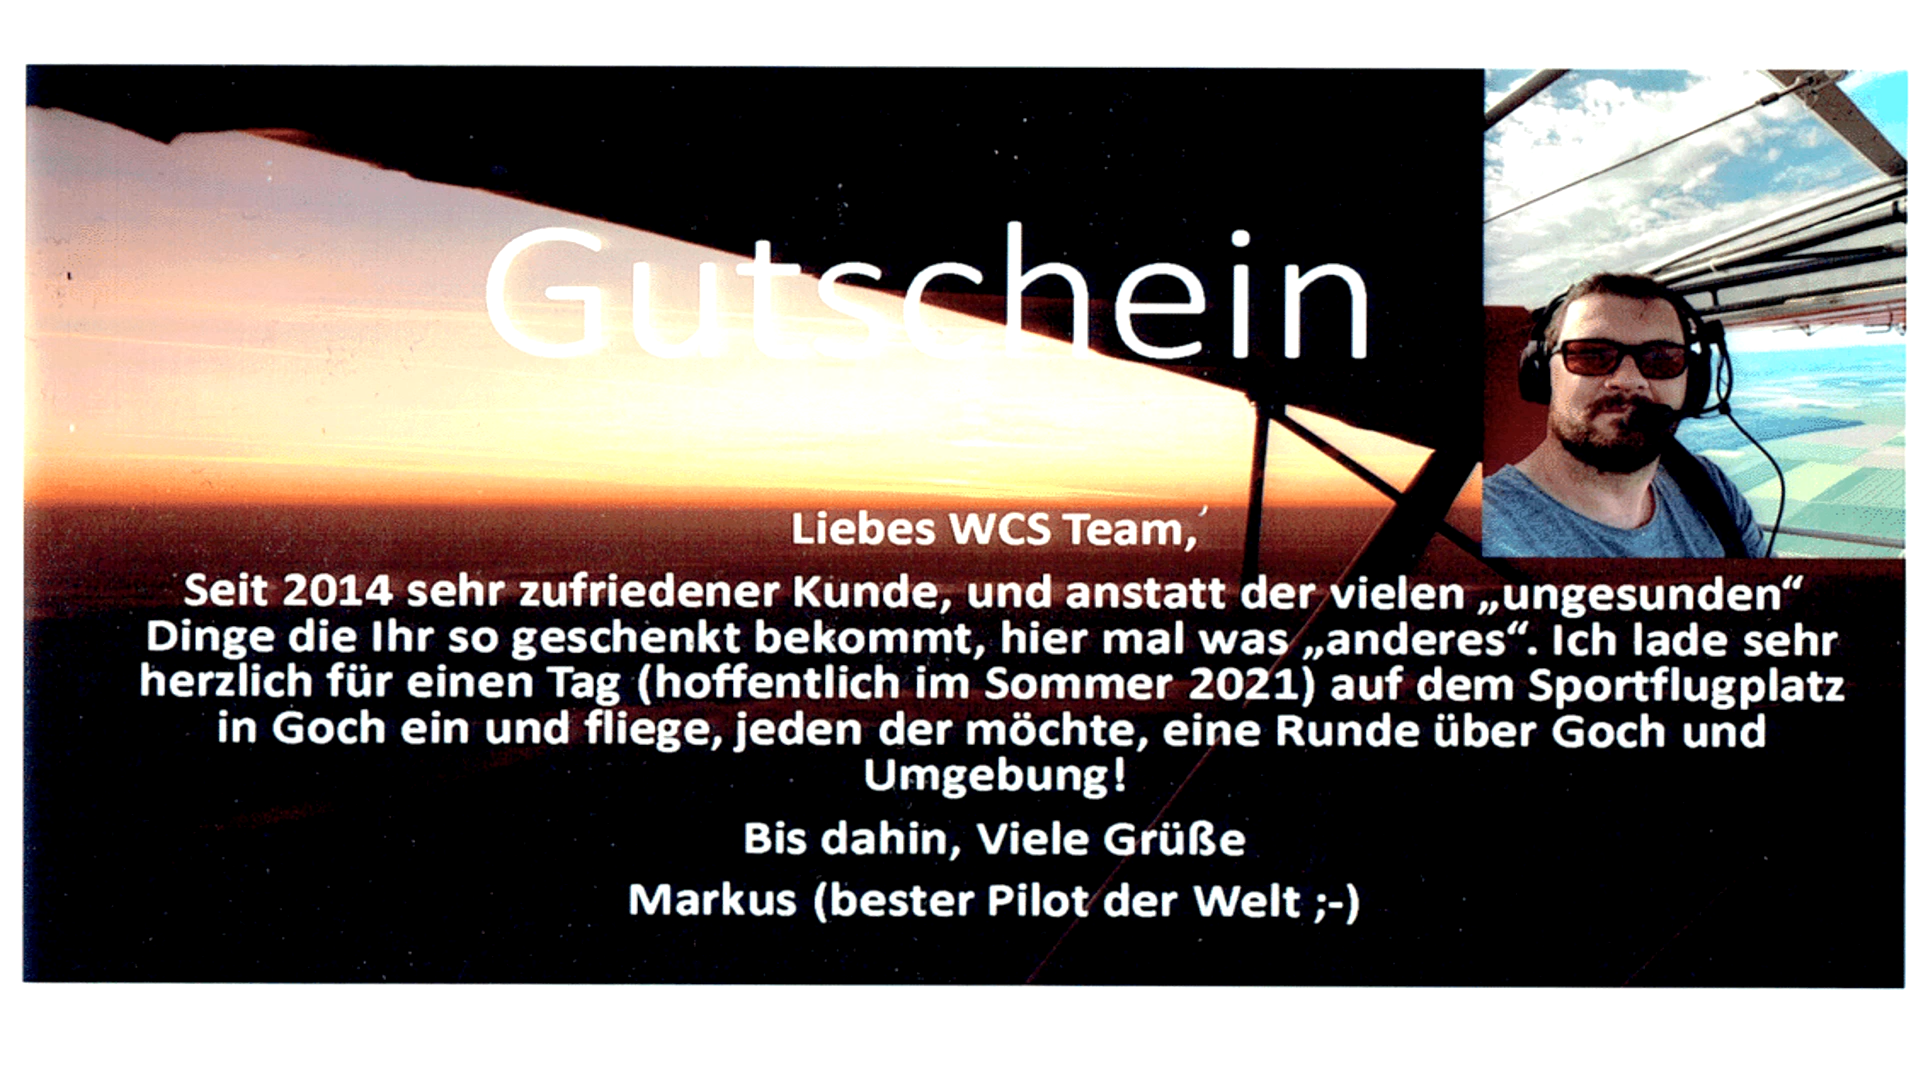 Gutschein
Liebes WCS Team,
Seit 2014 sehr zufriedener Kunde, und anstatt der vielen „ungesunden“
Dinge die Ihr so geschenkt bekommt, hier mal was „anderes“. Ich lade sehr
herzlich für einen Tag (hoffentlich im Sommer 2021) auf dem Sportflugplatz
in Goch ein und fliege, jeden der möchte, eine Runde über Goch und
Umgebung!
Bis dahin, Viele Grüße
Markus (bester Pilot der Welt ;-)